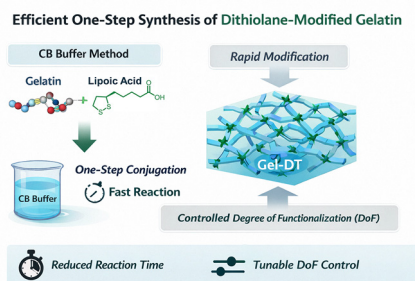 Efficient One-Step Synthesis of Dithiolane-Modified Gelatin
CB Buffer Method
Gelatin
+
Lipoic Acid
O
OH
S
S
CB Buffer
One-Step Conjugation
Fast Reaction
Rapid Modification
Gel-DT
Controlled Degree of Functionalization (DoF)
Reduced Reaction Time
Tunable DoF Control